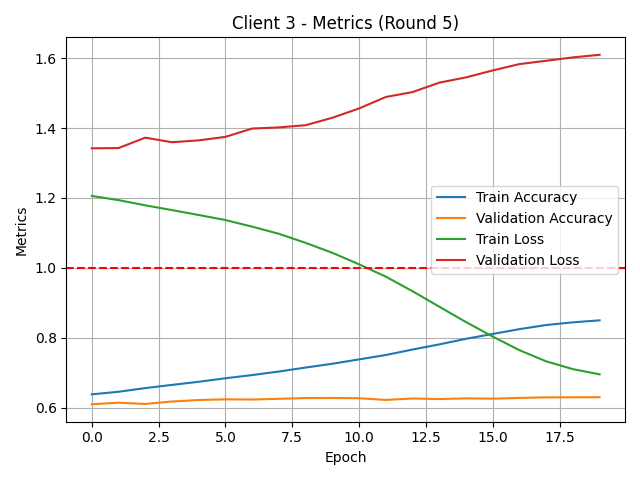 Client 3 - Metrics (Round 5)
1.6
1.4
1.2
1.0
0.8
0.6
Metrics
Train Accuracy
Validation Accuracy
Train Loss
Validation Loss
0.0 2.5 5.0 7.5 10.0 12.5 15.0 17.5
Epoch